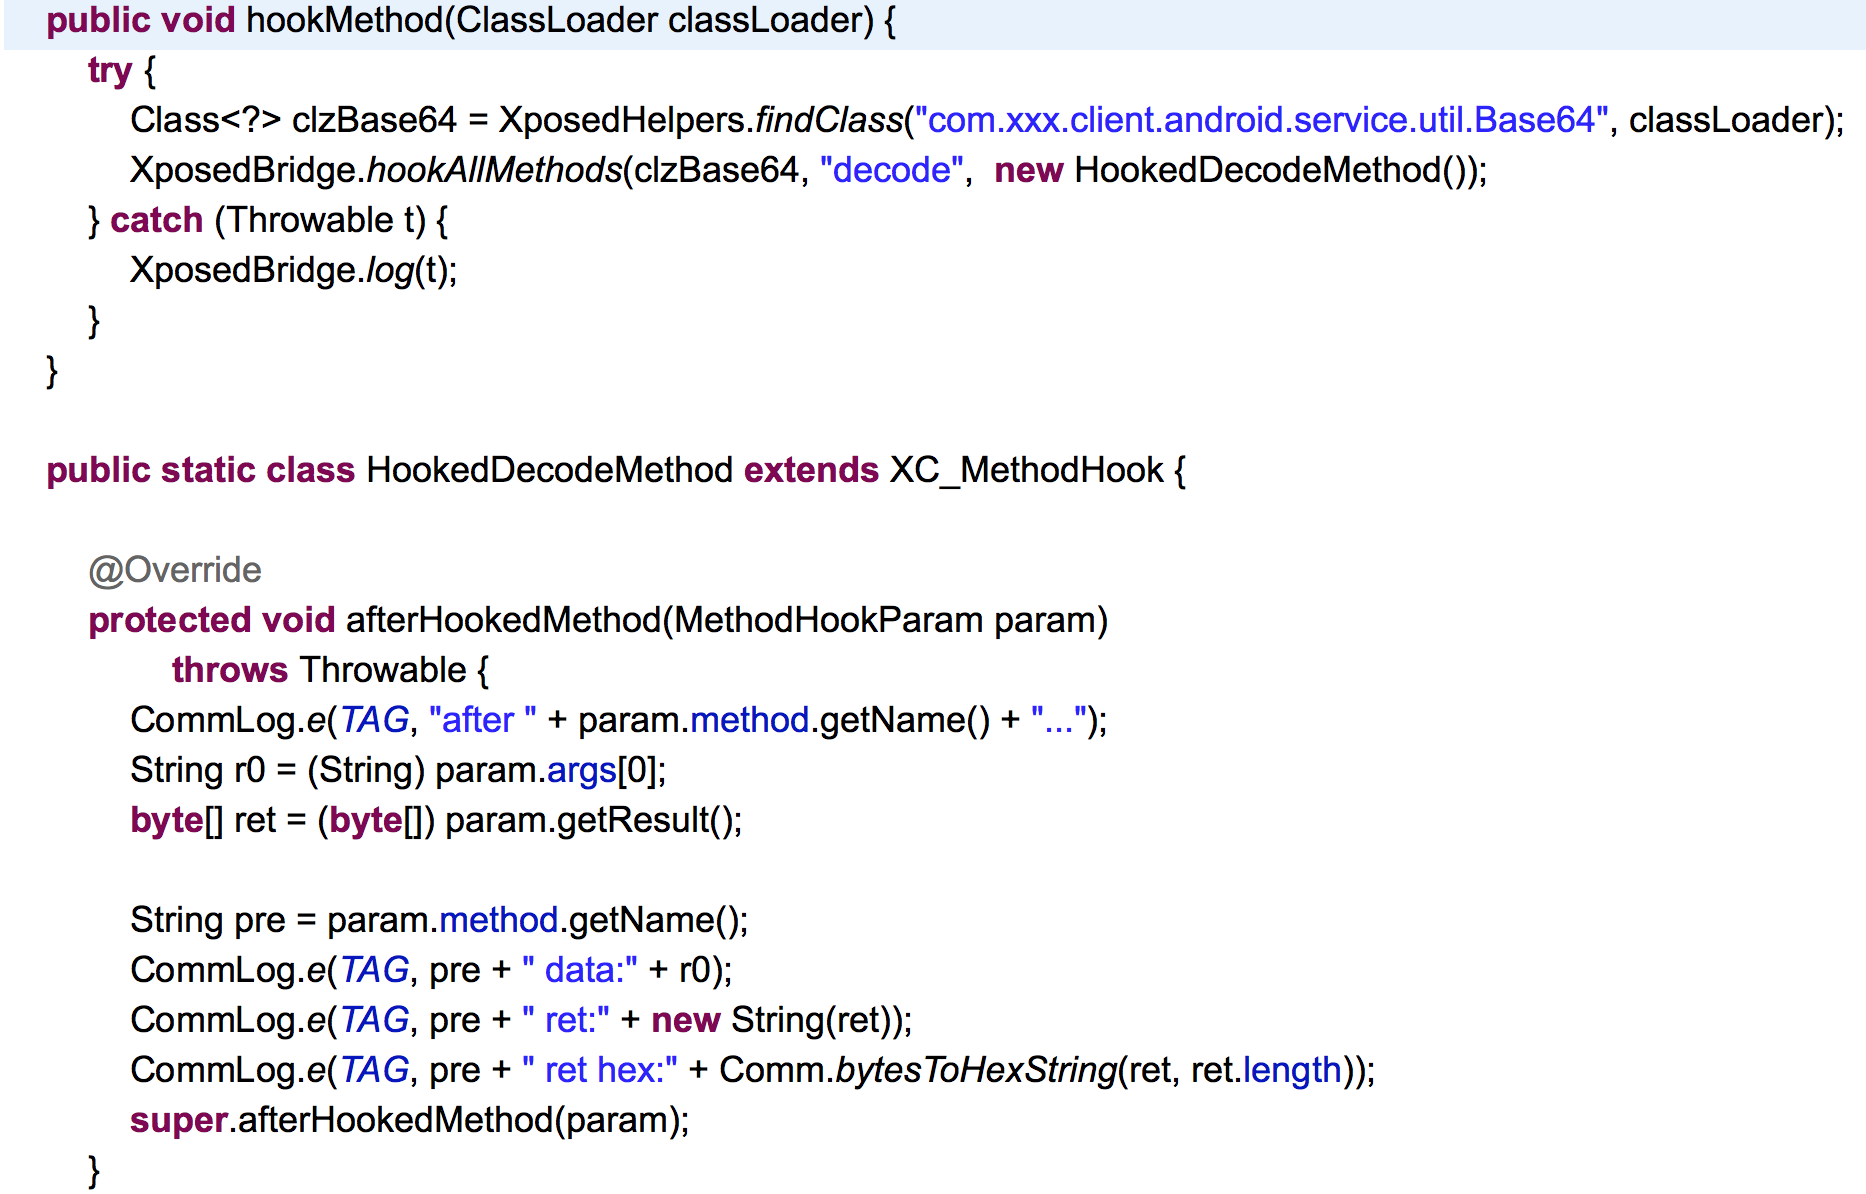 public void hookMethod(ClassLoader classLoader) {
try {
Class<?> clzBase64 = XposedHelpers.findClass("com.xxx.client.android.service.util.Base64", classLoader);
XposedBridge.hookAllMethods(clzBase64, "decode",  new HookedDecodeMethod());
} catch (Throwable t) {
XposedBridge.log(t);
}
}
public static class HookedDecodeMethod extends XC_MethodHook {
@Override
protected void afterHookedMethod(MethodHookParam param)
throws Throwable {
CommLog.e(TAG, "after " + param.method.getName() + "...");
String r0 = (String) param.args[0];
byte[] ret = (byte[]) param.getResult();
String pre = param.method.getName();
CommLog.e(TAG, pre + " data:" + r0);
CommLog.e(TAG, pre + " ret:" + new String(ret));
CommLog.e(TAG, pre + " ret hex:" + Comm.bytesToHexString(ret, ret.length));
super.afterHookedMethod(param);
}